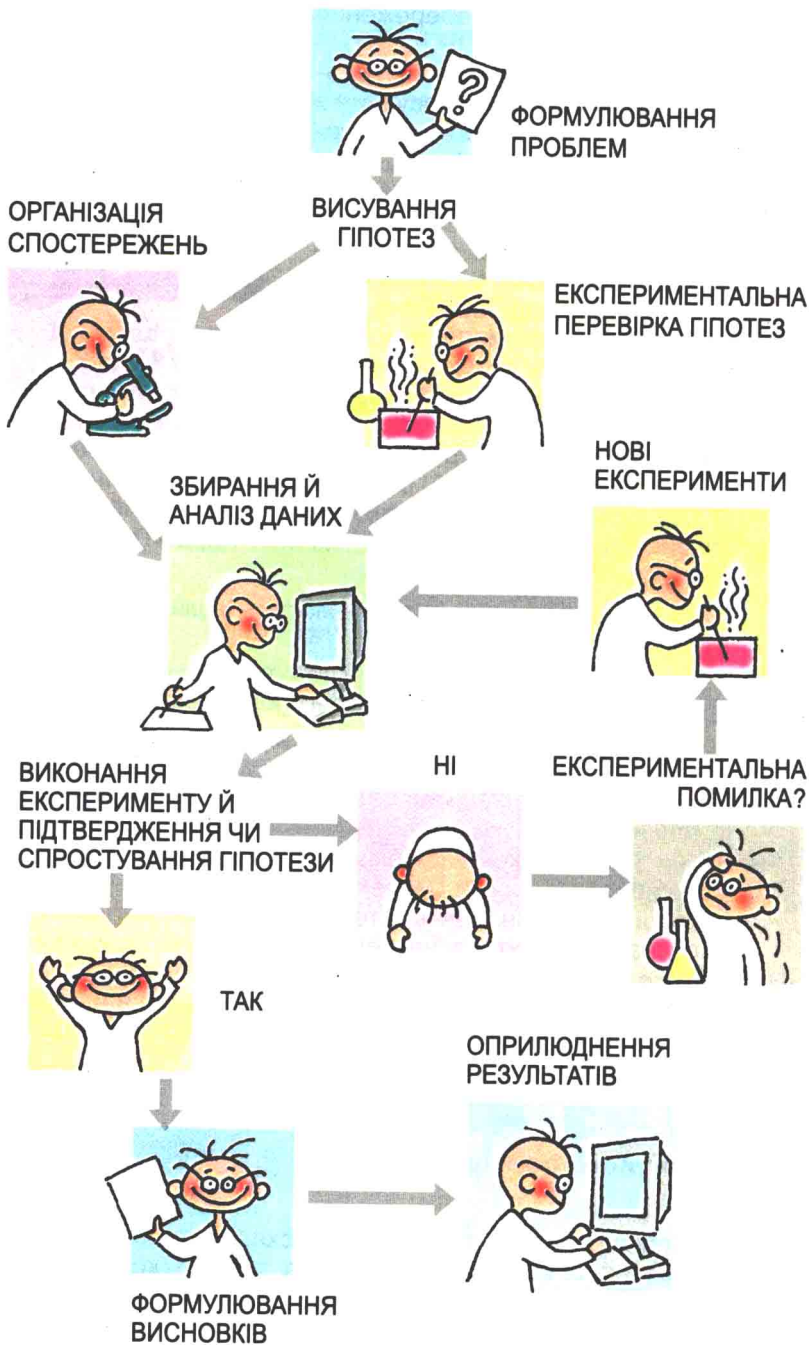 ?
ФОРМУЛЮВАННЯ
ПРОБЛЕМ
ВИСУВАННЯ
ГІПОТЕЗ
ОРГАНІЗАЦІЯ
СПОСТЕРЕЖЕНЬ
ЕКСПЕРИМЕНТАЛЬНА
ПЕРЕВІРКА ГІПОТЕЗ
ЗБИРАННЯ Й
АНАЛІЗ ДАНИХ
НОВІ
ЕКСПЕРИМЕНТИ
ВИКОНАННЯ
ЕКСПЕРИМЕНТУ Й
ПІДТВЕРДЖЕННЯ ЧИ
СПРОСТУВАННЯ ГІПОТЕЗИ
НІ
ЕКСПЕРИМЕНТАЛЬНА
ПОМИЛКА?
ТАК
ФОРМУЛЮВАННЯ
ВИСНОВКІВ
ОПРИЛЮДНЕННЯ
РЕЗУЛЬТАТІВ